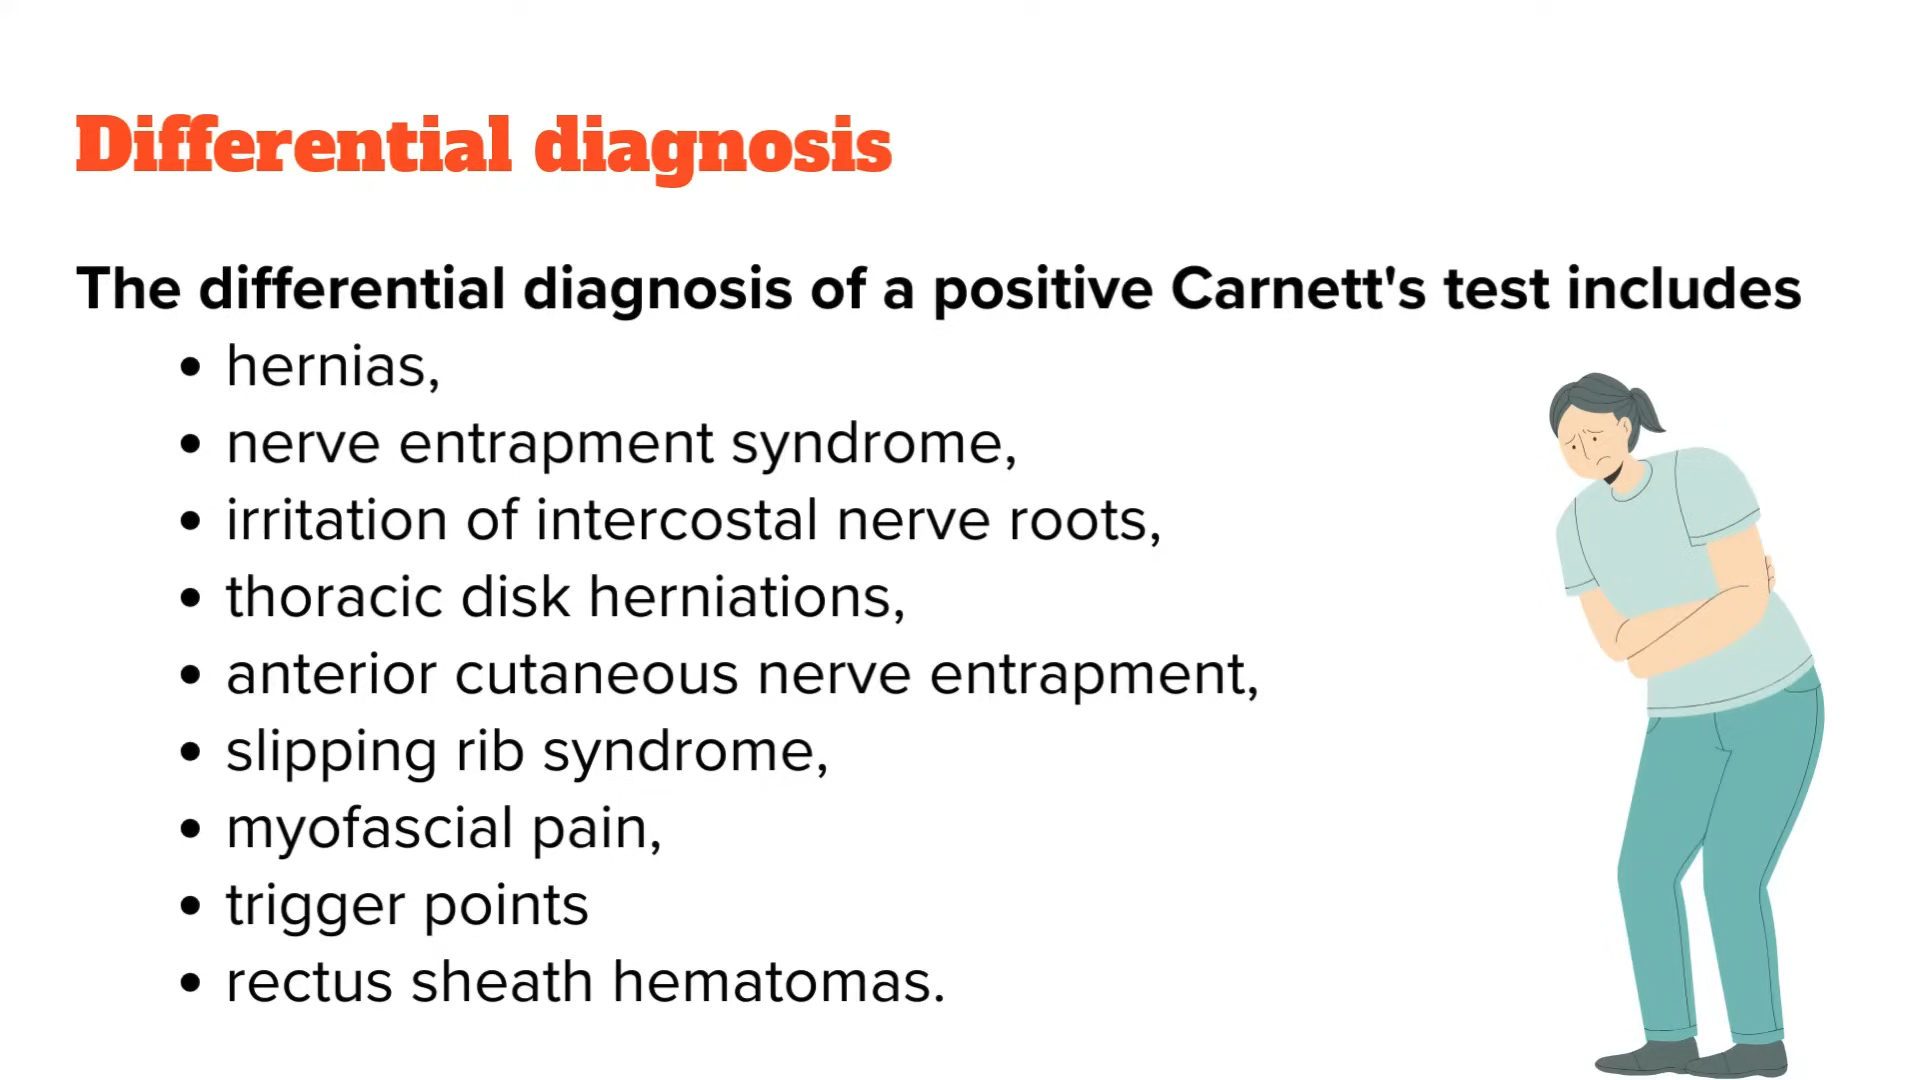 Differential diagnosis
The differential diagnosis of a positive Carnett's test includes
• hernias,
• nerve entrapment syndrome,
• irritation of intercostal nerve roots,
• thoracic disk herniations,
• anterior cutaneous nerve entrapment,
• slipping rib syndrome,
• myofascial pain,
• trigger points
• rectus sheath hematomas.